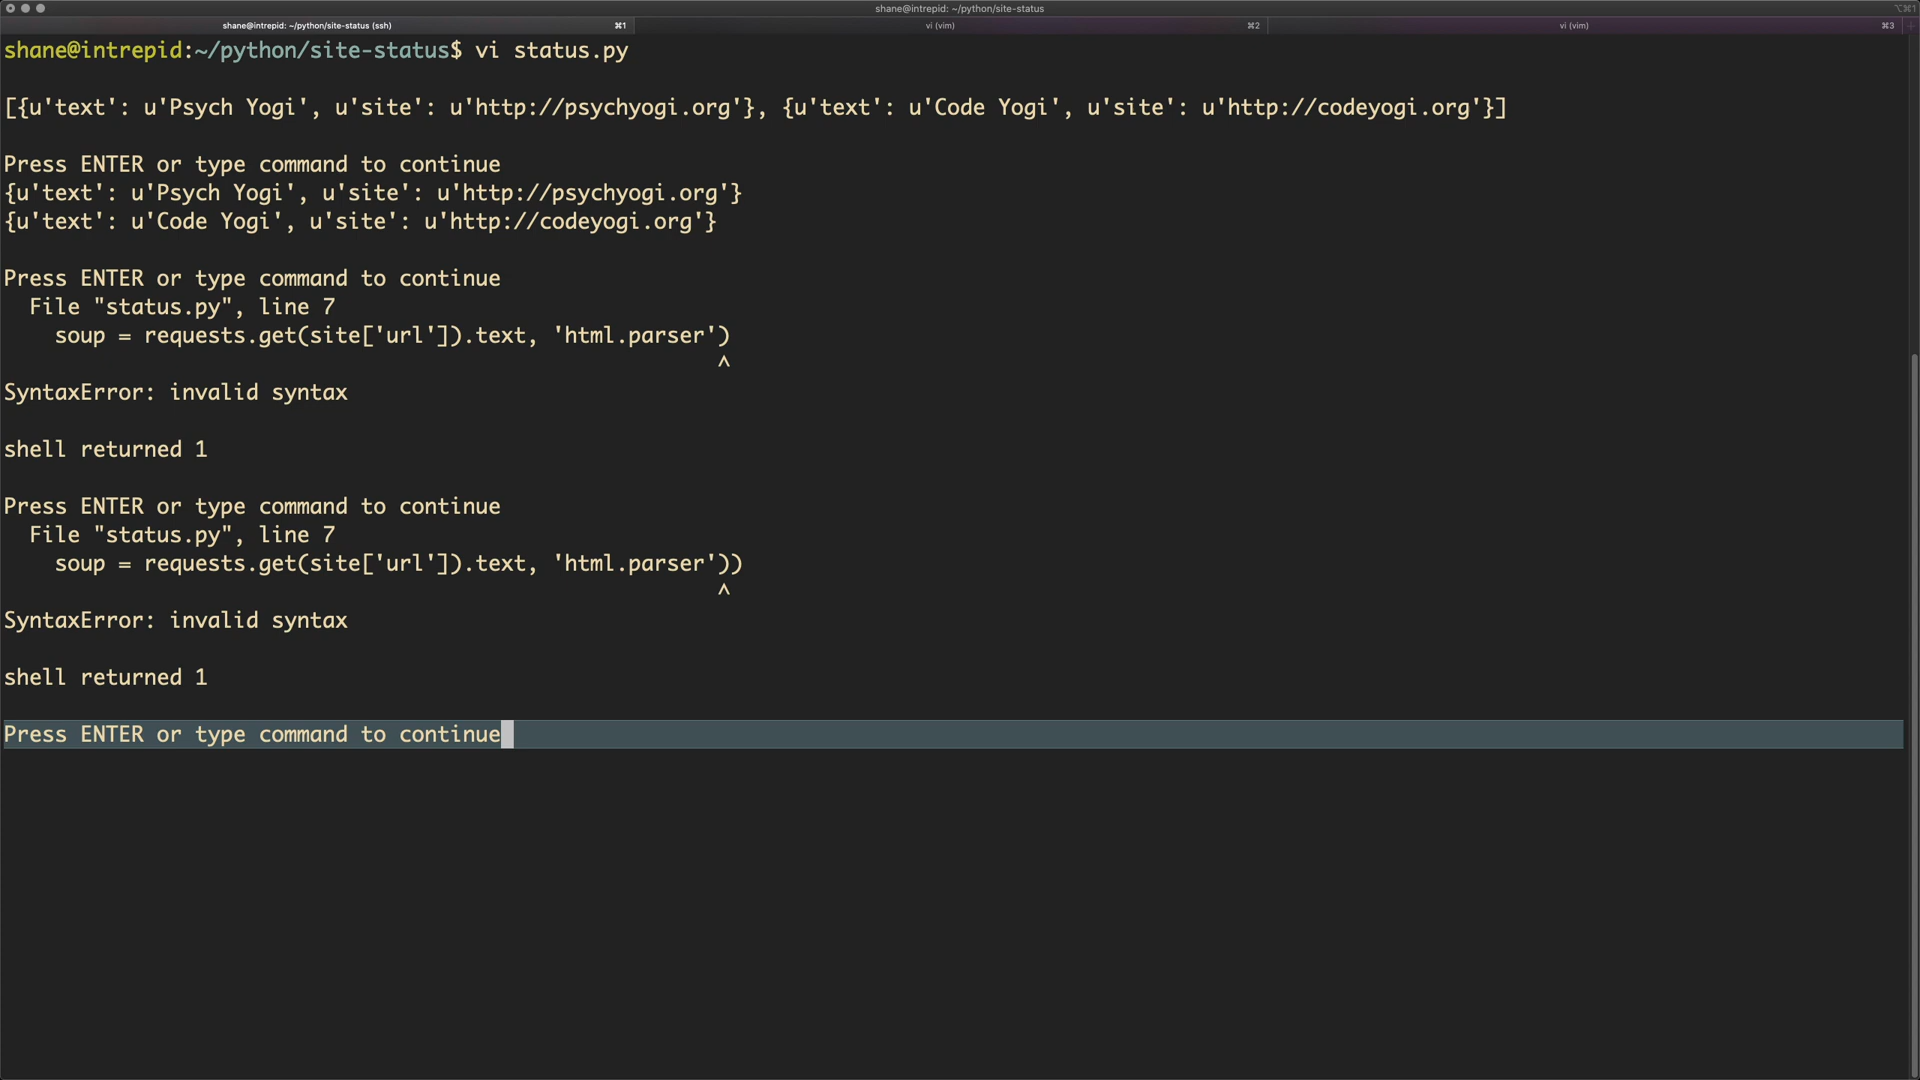 shane@intrepid: ~/python/site-status
⌥⌘1
shane@intrepid: ~/python/site-status (ssh)
⌘1
vi (vim)
⌘2
vi (vim)
⌘3
shane@intrepid:~/python/site-status$ vi status.py
[{u'text': u'Psych Yogi', u'site': u'http://psychyogi.org'}, {u'text': u'Code Yogi', u'site': u'http://codeyogi.org'}]
Press ENTER or type command to continue
{u'text': u'Psych Yogi', u'site': u'http://psychyogi.org'}
{u'text': u'Code Yogi', u'site': u'http://codeyogi.org'}
Press ENTER or type command to continue
  File "status.py", line 7
    soup = requests.get(site['url']).text, 'html.parser')
                                                        ^
SyntaxError: invalid syntax
shell returned 1
Press ENTER or type command to continue
  File "status.py", line 7
    soup = requests.get(site['url']).text, 'html.parser'))
                                                        ^
SyntaxError: invalid syntax
shell returned 1
Press ENTER or type command to continue